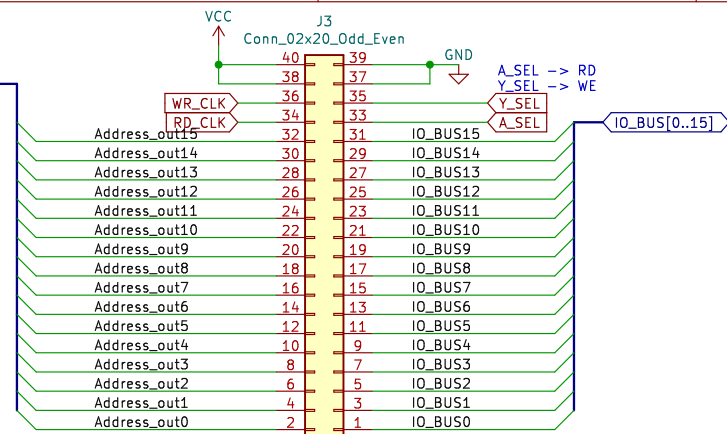 VCC
J3
Conn_02x20_Odd_Even
40 39 GND
38 37 A_SEL -> RD
Y_SEL -> WE
WR_CLK 36 35 Y_SEL
RD_CLK 34 33 A_SEL
IO_BUS[0..15]
Address_out15 32 31 IO_BUS15
Address_out14 30 29 IO_BUS14
Address_out13 28 27 IO_BUS13
Address_out12 26 25 IO_BUS12
Address_out11 24 23 IO_BUS11
Address_out10 22 21 IO_BUS10
Address_out9 20 19 IO_BUS9
Address_out8 18 17 IO_BUS8
Address_out7 16 15 IO_BUS7
Address_out6 14 13 IO_BUS6
Address_out5 12 11 IO_BUS5
Address_out4 10 9 IO_BUS4
Address_out3 8 7 IO_BUS3
Address_out2 6 5 IO_BUS2
Address_out1 4 3 IO_BUS1
Address_out0 2 1 IO_BUS0